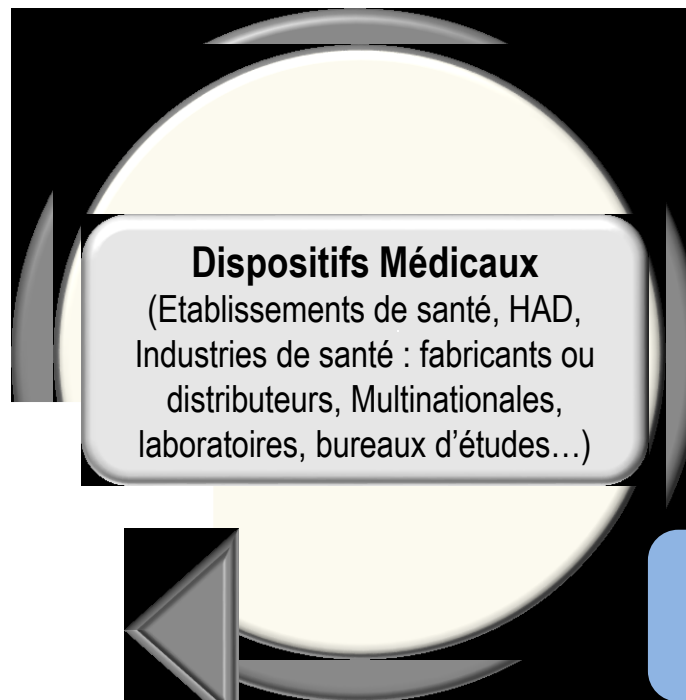 Dispositifs Médicaux
(Etablissements de santé, HAD,
Industries de santé : fabricants ou
distributeurs, Multinationales,
laboratoires, bureaux d’études…)